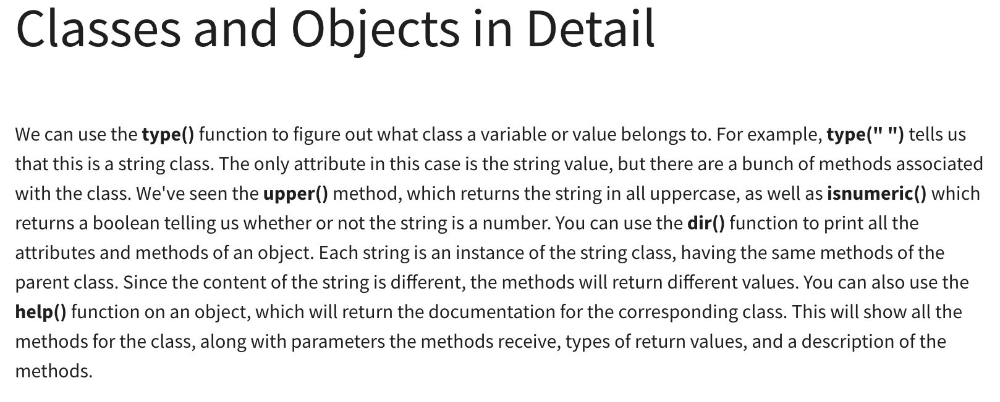 Classes and Objects in Detail
We can use the type() function to figure out what class a variable or value belongs to. For example, type(" ") tells us
that this is a string class. The only attribute in this case is the string value, but there are a bunch of methods associated
with the class. We've seen the upper() method, which returns the string in all uppercase, as well as isnumeric() which
returns a boolean telling us whether or not the string is a number. You can use the dir() function to print all the
attributes and methods of an object. Each string is an instance of the string class, having the same methods of the
parent class. Since the content of the string is different, the methods will return different values. You can also use the
help() function on an object, which will return the documentation for the corresponding class. This will show all the
methods for the class, along with parameters the methods receive, types of return values, and a description of the
methods.